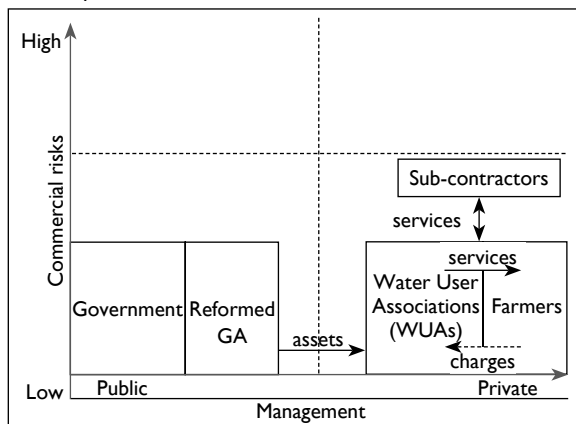 High
Commercial risks
Sub-contractors
services
services
Government
Reformed
GA
Water User
Associations
(WUAs)
Farmers
assets
charges
Low
Public
Private
Management